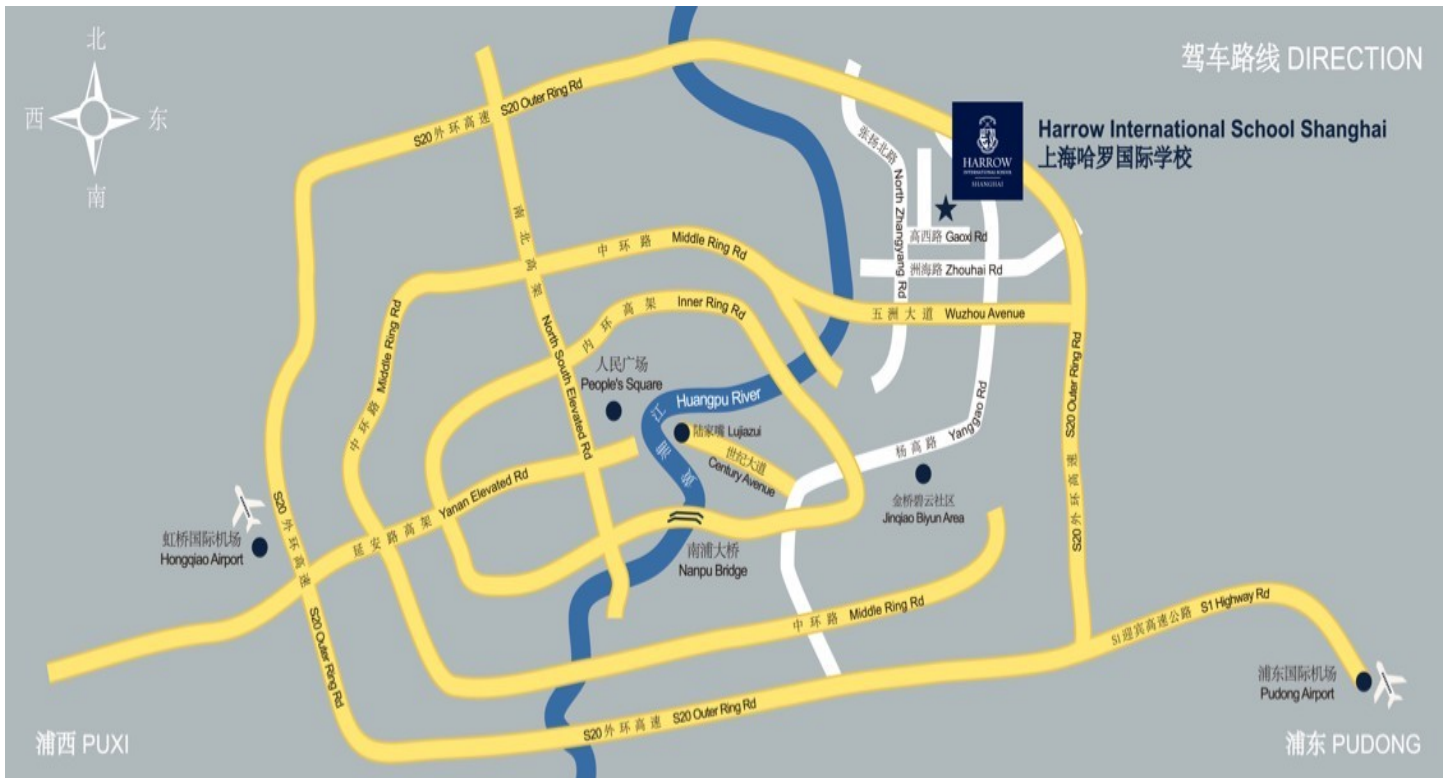 北
西
东
南
驾车路线 DIRECTION
HARROW
INTERNATIONAL SCHOOL
SHANGHAI
Harrow International School Shanghai
上海哈罗国际学校
S20外环高速 S20 Outer Ring Rd
张扬北路 North Zhangyang Rd
高西路 Gaoxi Rd
洲海路 Zhouhai Rd
五洲大道 Wuzhou Avenue
南北高架 North South Elevated Rd
中环路 Middle Ring Rd
中环路 Middle Ring Rd
内环高架 Inner Ring Rd
人民广场
People's Square
黄浦江 Huangpu River
陆家嘴 Lujiazui
世纪大道
Century Avenue
杨高路 Yanggao Rd
金桥碧云社区
Jinqiao Biyun Area
S20外环高速 S20 Outer Ring Rd
延安路高架 Yanan Elevated Rd
虹桥国际机场
Hongqiao Airport
S20外环高速 S20 Outer Ring Rd
南浦大桥
Nanpu Bridge
中环路 Middle Ring Rd
S1迎宾高速公路 S1 Highway Rd
浦东国际机场
Pudong Airport
S20外环高速 S20 Outer Ring Rd
浦西 PUXI
浦东 PUDONG